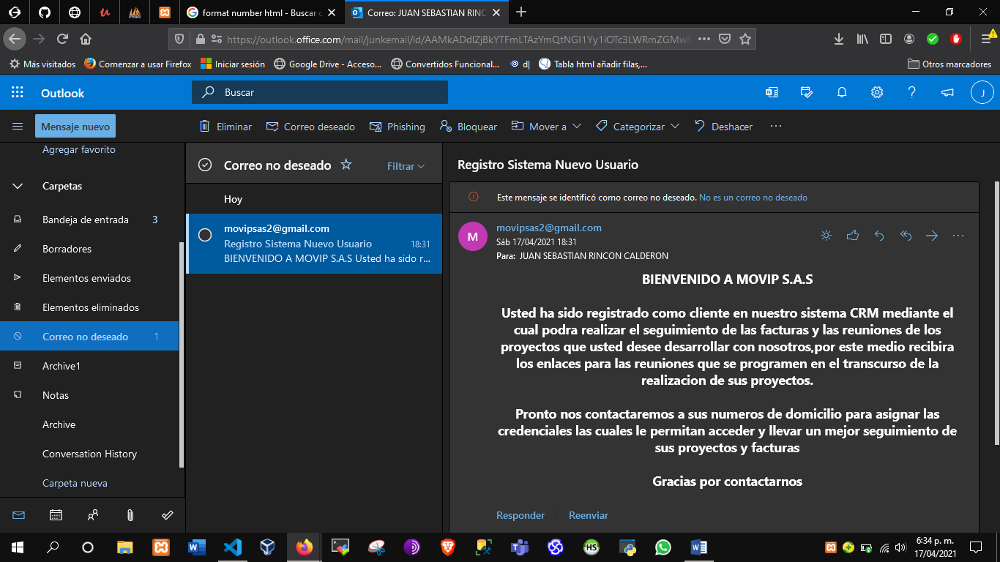 format number html - Buscar c
Correo: JUAN SEBASTIAN RINCO
https://outlook.office.com/mail/junkemail/id/
Más visitados
Comenzar a usar Firefox
Iniciar sesión
Google Drive - Acceso...
Convertidos Funcional...
d|
Tabla html añadir filas,...
Otros marcadores
Outlook
Buscar
J
Mensaje nuevo
Eliminar
Correo deseado
Phishing
Bloquear
Mover a
Categorizar
Deshacer
Agregar favorito
Carpetas
Bandeja de entrada 3
Borradores
Elementos enviados
Elementos eliminados
Correo no deseado 1
Archive1
Notas
Archive
Conversation History
Carpeta nueva
Correo no deseado
Filtrar
Hoy
movipsas2@gmail.com
Registro Sistema Nuevo Usuario 18:31
BIENVENIDO A MOVIP S.A.S Usted ha sido r...
Registro Sistema Nuevo Usuario
Este mensaje se identificó como correo no deseado. No es un correo no deseado
M
movipsas2@gmail.com
Sáb 17/04/2021 18:31
Para: JUAN SEBASTIAN RINCON CALDERON
BIENVENIDO A MOVIP S.A.S
Usted ha sido registrado como cliente en nuestro sistema CRM mediante el
cual podra realizar el seguimiento de las facturas y las reuniones de los
proyectos que usted desee desarrollar con nosotros,por este medio recibira
los enlaces para las reuniones que se programen en el transcurso de la
realizacion de sus proyectos.
Pronto nos contactaremos a sus numeros de domicilio para asignar las
credenciales las cuales le permitan acceder y llevar un mejor seguimiento de
sus proyectos y facturas
Gracias por contactarnos
Responder
Reenviar
HS
6:34 p. m.
17/04/2021